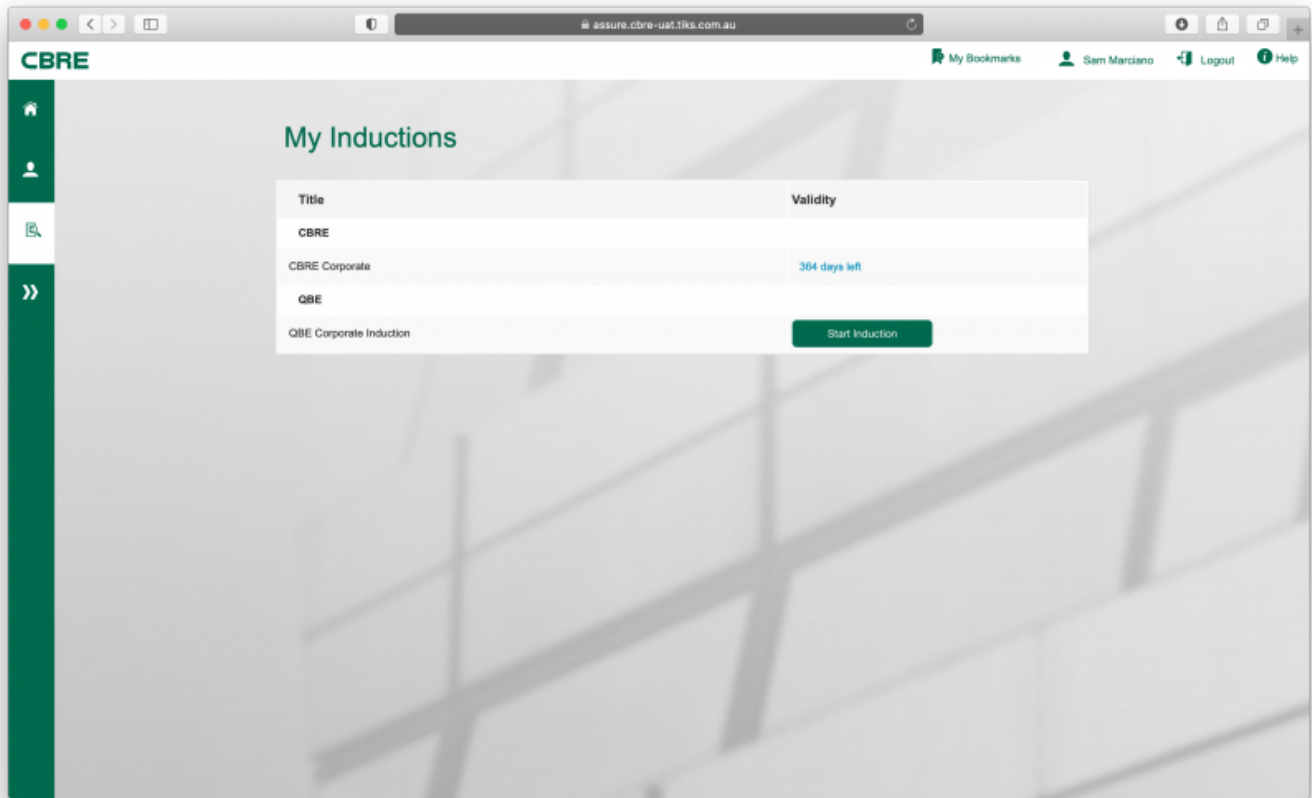 assure.cbre-uat.tiks.com.au
CBRE
My Bookmarks
Sam Marciano
Logout
Help
My Inductions
Title Validity
CBRE
CBRE Corporate 364 days left
QBE
QBE Corporate Induction Start Induction